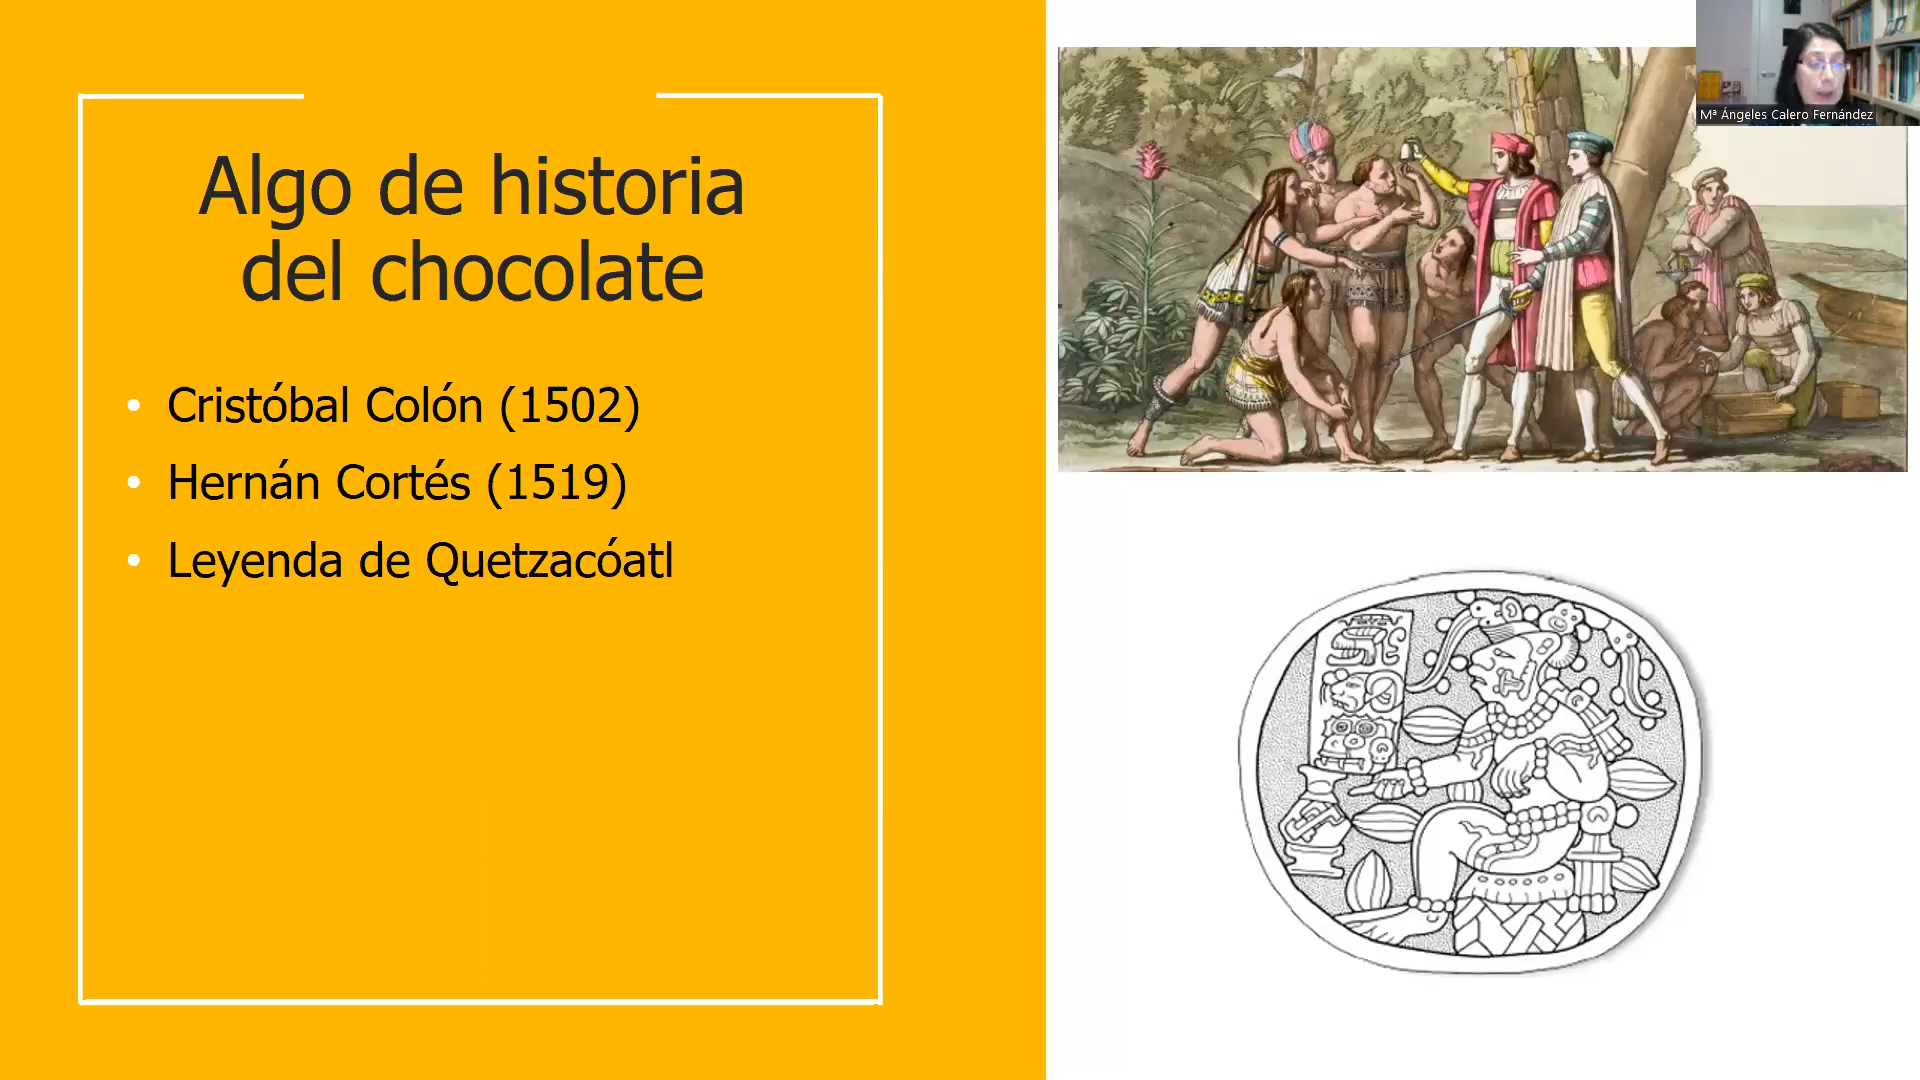 Algo de historia
del chocolate
• Cristóbal Colón (1502)
• Hernán Cortés (1519)
• Leyenda de Quetzacóatl
Mª Ángeles Calero Fernández